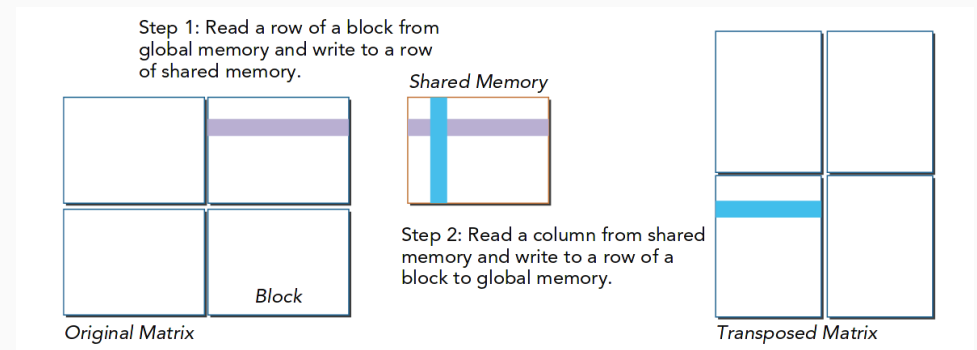 Step 1: Read a row of a block from
global memory and write to a row
of shared memory.
Shared Memory
Step 2: Read a column from shared
memory and write to a row of a
block to global memory.
Block
Original Matrix
Transposed Matrix